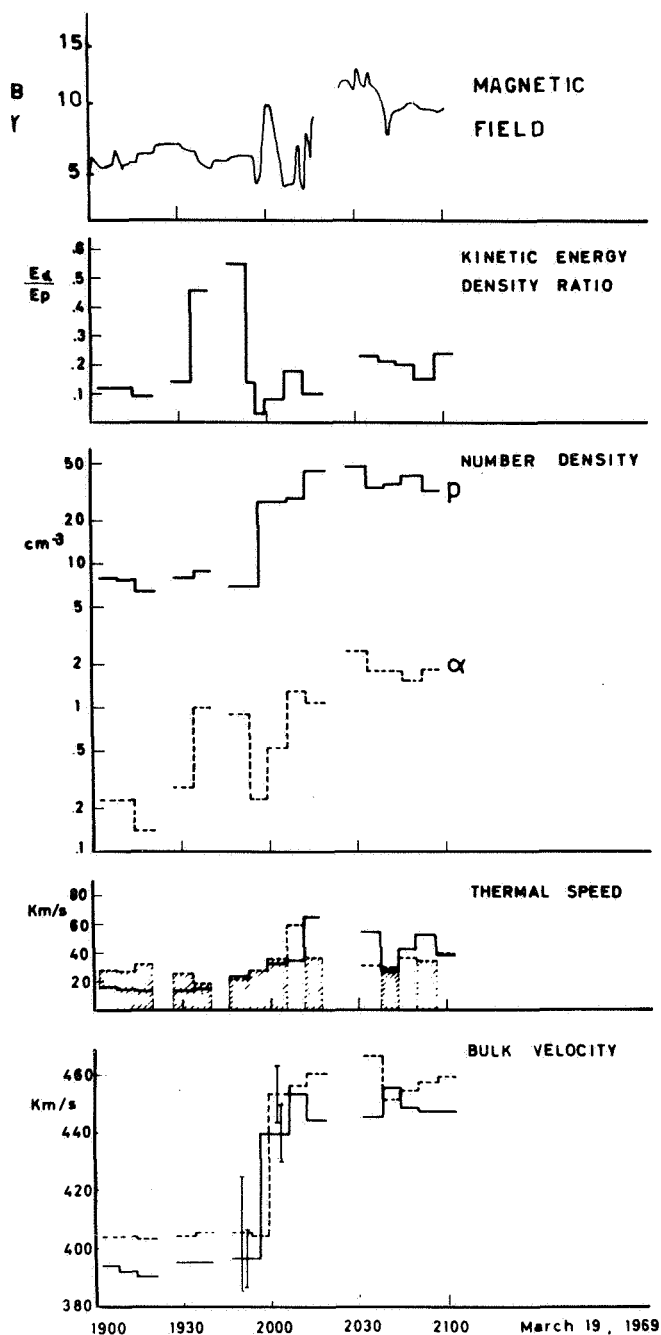 15
10
5
B
γ
MAGNETIC
FIELD
.6
.5
.4
.3
.2
.1
Eα
Ep
KINETIC ENERGY
DENSITY RATIO
50
20
10
5
2
1
.5
.2
.1
cm-3
NUMBER DENSITY
p
α
80
60
40
20
Km/s
THERMAL SPEED
460
440
420
400
380
Km/s
BULK VELOCITY
1900 1930 2000 2030 2100 March 19, 1969